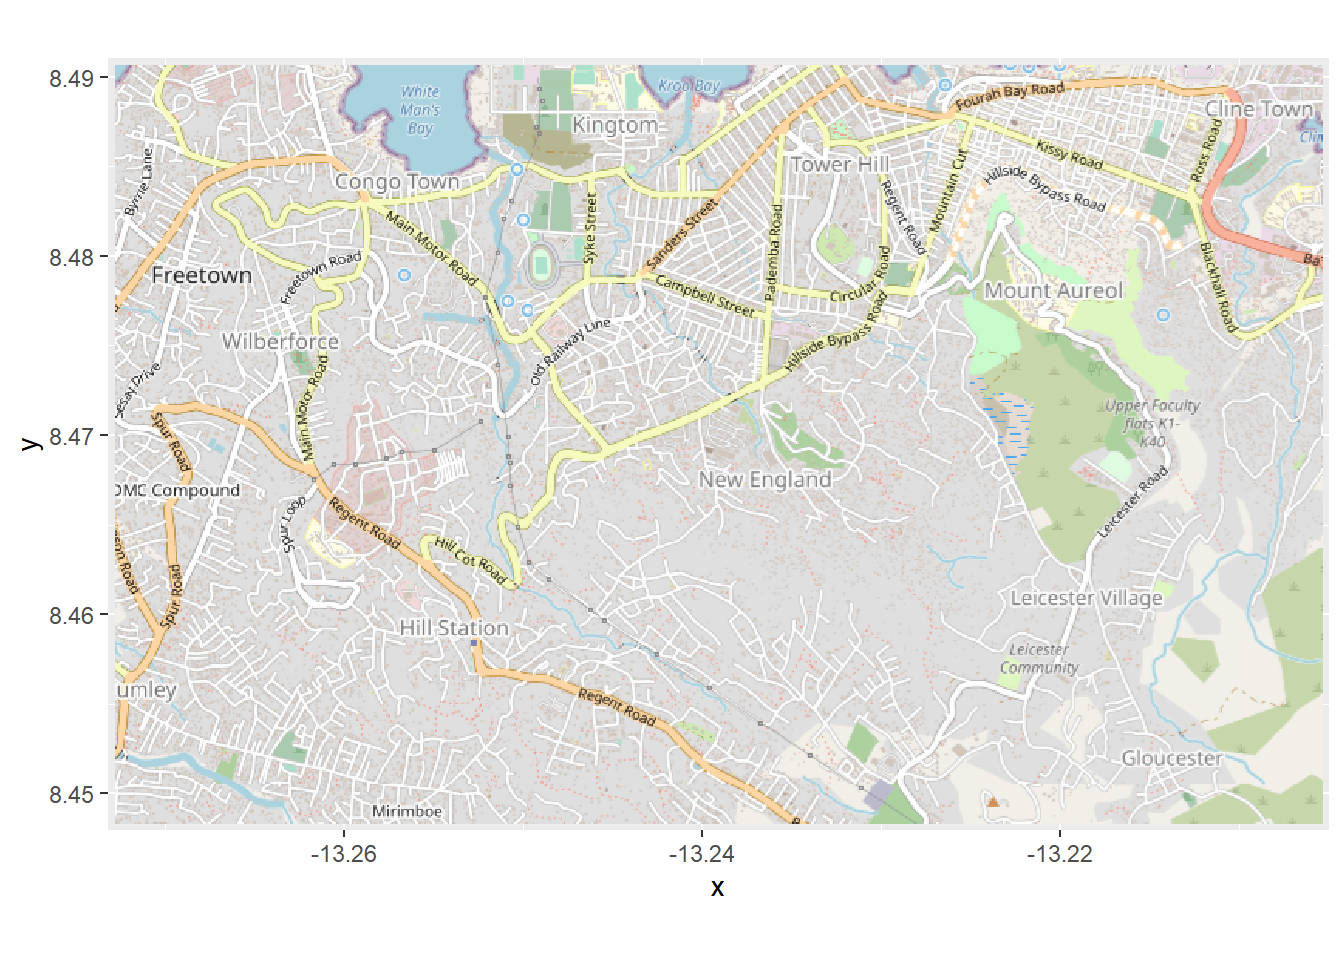 8.49
8.48
8.47
8.46
8.45
y
-13.26
-13.24
-13.22
x
White
Man's
Bay
Kroo Bay
Kingtom
Fourah Bay Road
Cline Town
Kissy Road
Ross Road
Tower Hill
Mountain Cut
Hillside Bypass Road
Byrne Lane
Congo Town
Regent Road
Main Motor Road
Syke Street
Sanders Street
Pademba Road
Circular Road
Blackhall Road
Freetown
Freetown Road
Campbell Street
Mount Aureol
Wilberforce
Old Railway Line
Hillside Bypass Road
Main Motor Road
Spur Road
Upper Faculty
flats K1-
K40
New England
OMC Compound
Spur Loop
Regent Road
Leicester Road
Hill Cot Road
Spur Road
Leicester Village
Hill Station
Leicester
Community
umley
Regent Road
Gloucester
Mirimboe